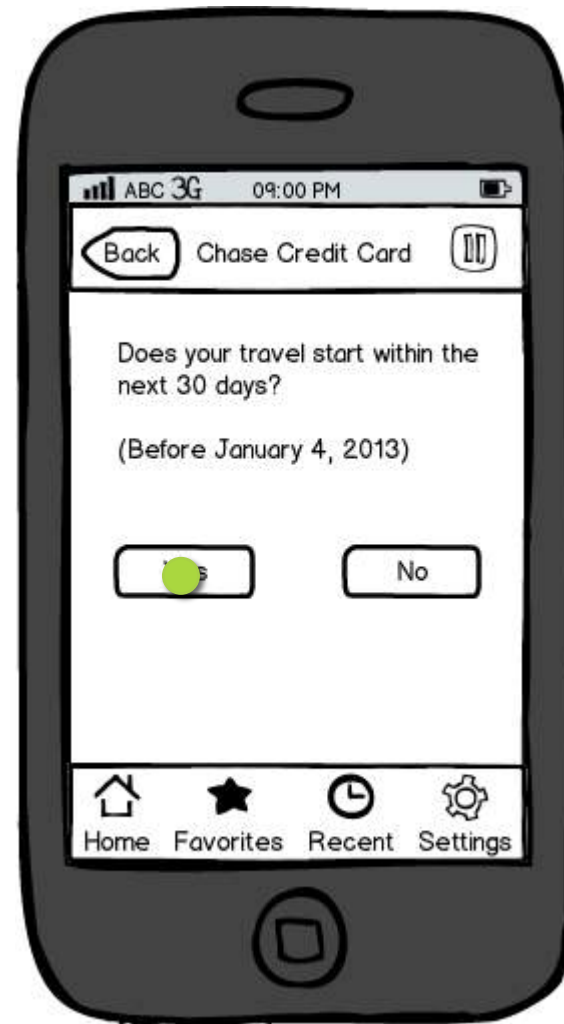 ABC 3G 09:00 PM
Back Chase Credit Card
Does your travel start within the
next 30 days?
(Before January 4, 2013)
No
Home Favorites Recent Settings